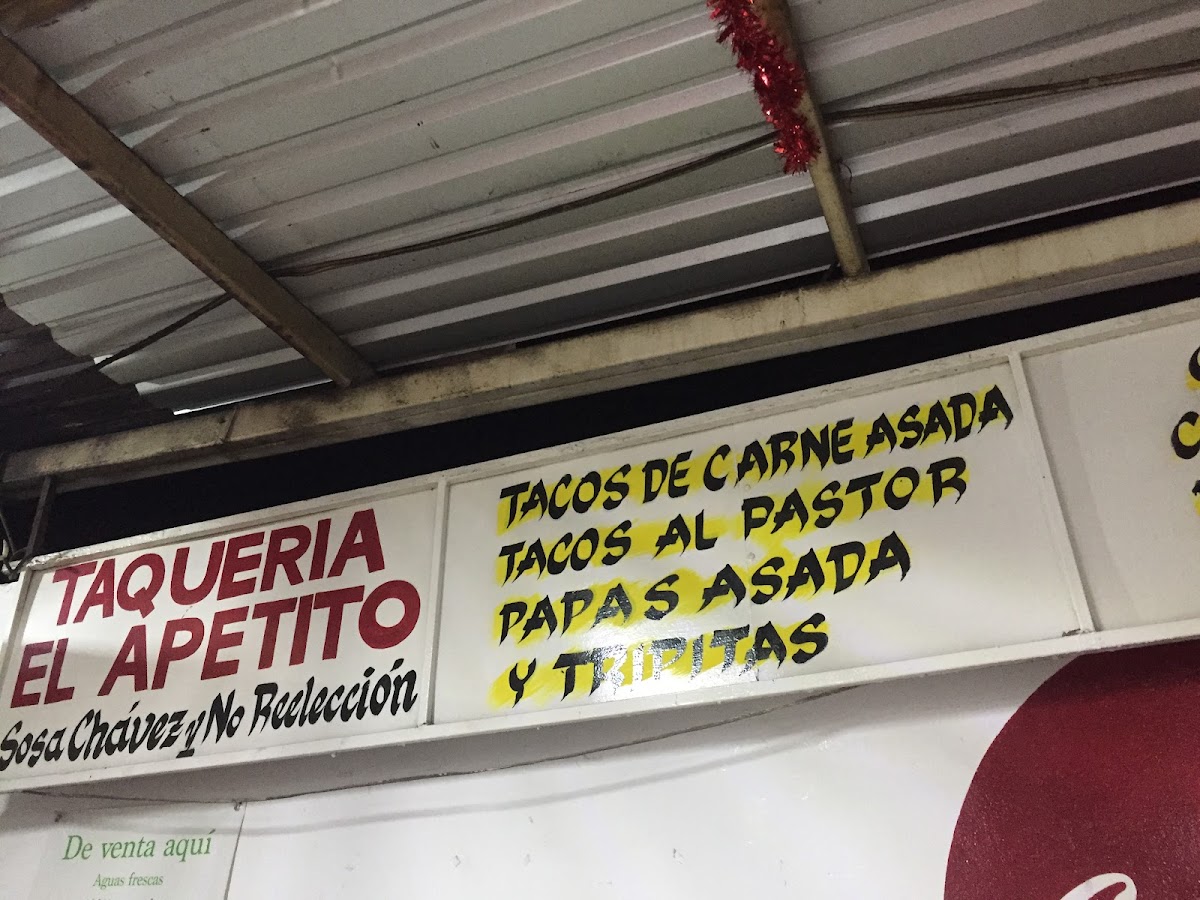 TAQUERIA
EL APETITO
Sosa Chávez y No Reelección
TACOS DE CARNE ASADA
TACOS AL PASTOR
PAPAS ASADA
Y TRIPITAS
De venta aquí
Aguas frescas